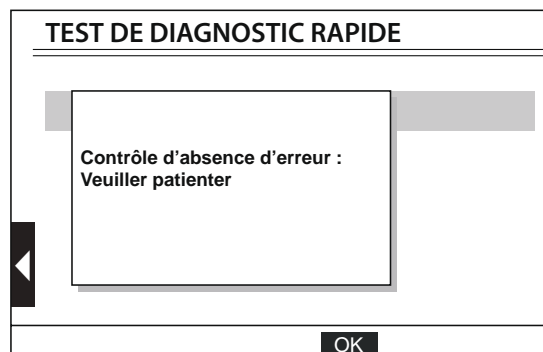 TEST DE DIAGNOSTIC RAPIDE
Contrôle d'absence d'erreur :
Veuiller patienter
OK